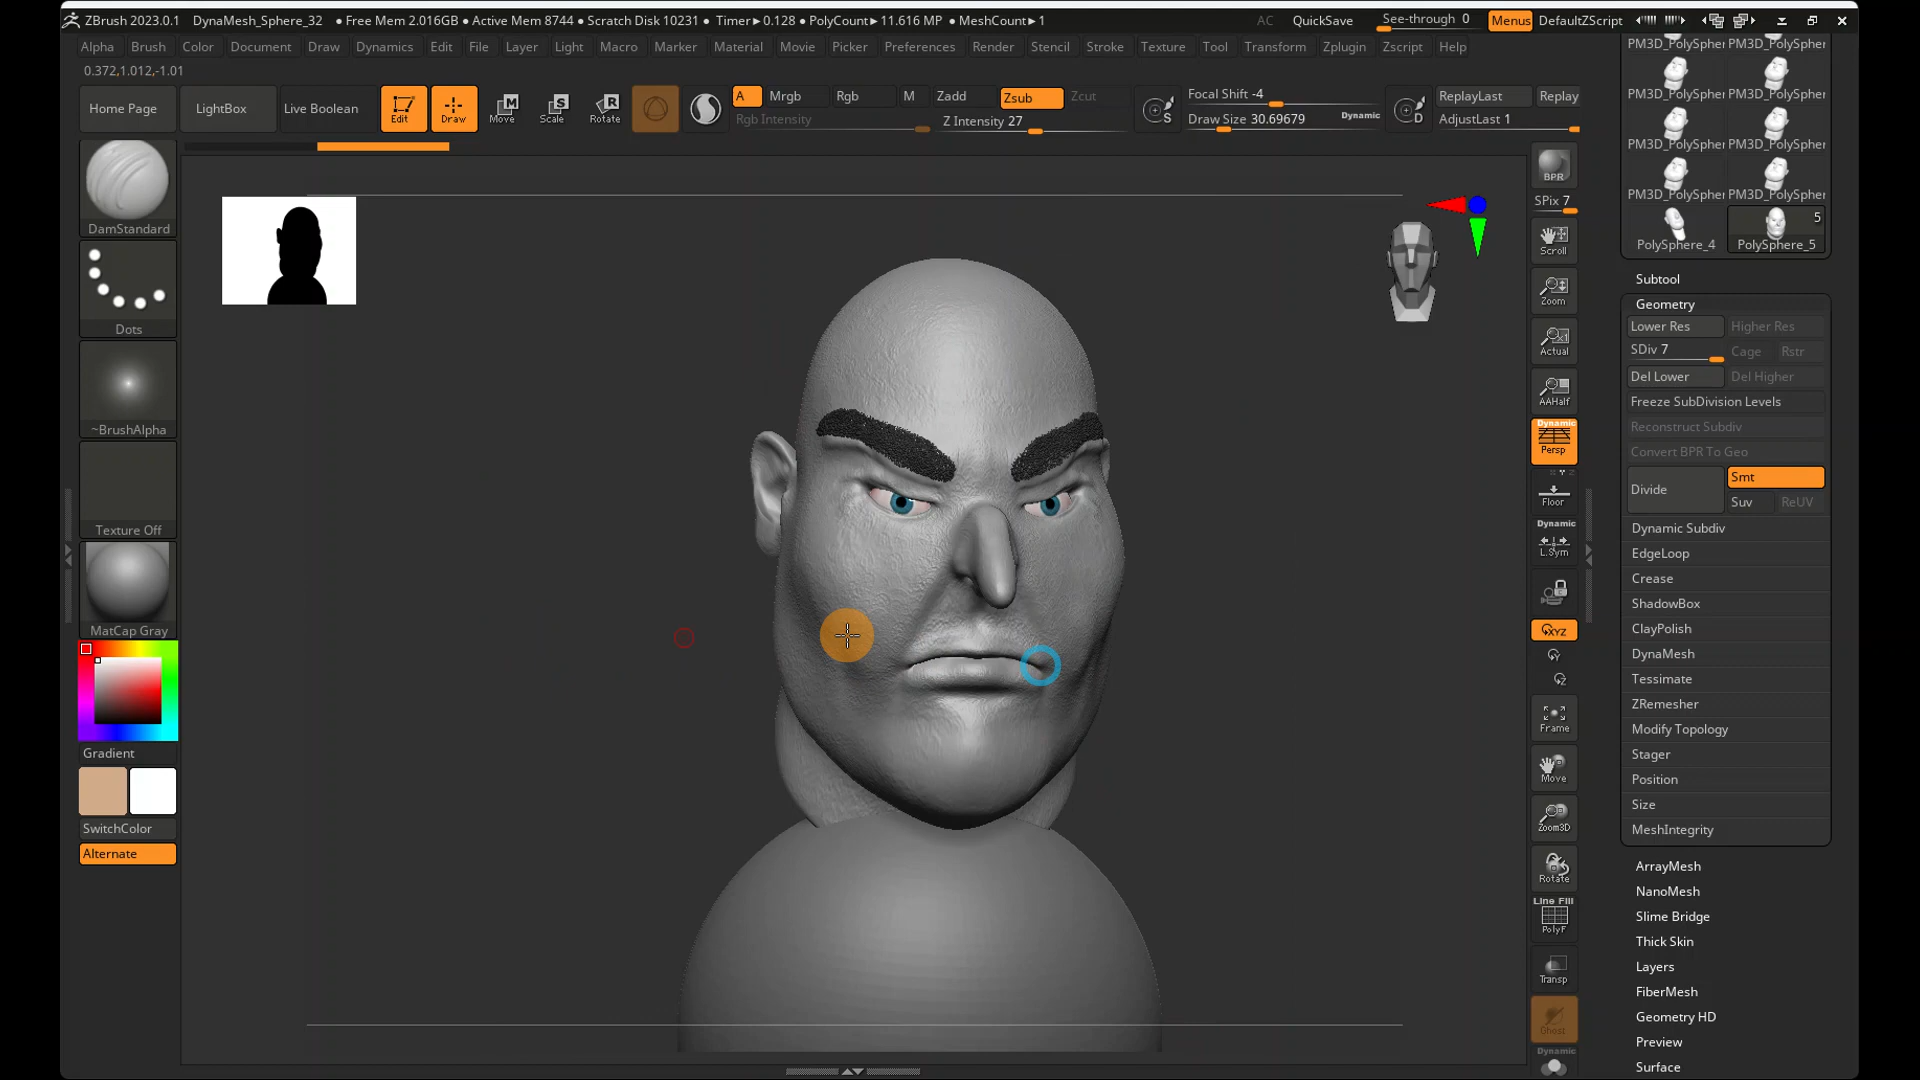 ZBrush 2023.0.1 DynaMesh_Sphere_32 ● Free Mem 2.016GB ● Active Mem 8744 ● Scratch Disk 10231 ● Timer►0.128 ● PolyCount►11.616 MP ● MeshCount►1 AC QuickSave See-through 0 Menus DefaultZScript
Alpha Brush Color Document Draw Dynamics Edit File Layer Light Macro Marker Material Movie Picker Preferences Render Stencil Stroke Texture Tool Transform Zplugin Zscript Help
0.372,1.012,-1.01
Home Page LightBox Live Boolean Edit Draw Move Scale Rotate A Mrgb Rgb M Zadd Zsub Zcut Focal Shift -4 ReplayLast Replay
Rgb Intensity Z Intensity 27 S Draw Size 30.69679 Dynamic D AdjustLast 1
DamStandard
Dots
~BrushAlpha
Texture Off
MatCap Gray
Gradient
SwitchColor
Alternate
BPR
SPix 7
Scroll
Zoom
Actual
AAHalf
Dynamic
Persp
Floor
Dynamic
L.Sym
XYZ
Y
Z
Frame
Move
Zoom3D
Rotate
Line Fill
PolyF
Transp
Ghost
Dynamic
PM3D_PolySpher PM3D_PolySpher
PM3D_PolySpher PM3D_PolySpher
PM3D_PolySpher PM3D_PolySpher
PM3D_PolySpher PM3D_PolySpher
PM3D_PolySpher PM3D_PolySpher
5
PolySphere_4 PolySphere_5
Subtool
Geometry
Lower Res Higher Res
SDiv 7 Cage Rstr
Del Lower Del Higher
Freeze SubDivision Levels
Reconstruct Subdiv
Convert BPR To Geo
Divide Smt
Suv ReUV
Dynamic Subdiv
EdgeLoop
Crease
ShadowBox
ClayPolish
DynaMesh
Tessimate
ZRemesher
Modify Topology
Stager
Position
Size
MeshIntegrity
ArrayMesh
NanoMesh
Slime Bridge
Thick Skin
Layers
FiberMesh
Geometry HD
Preview
Surface